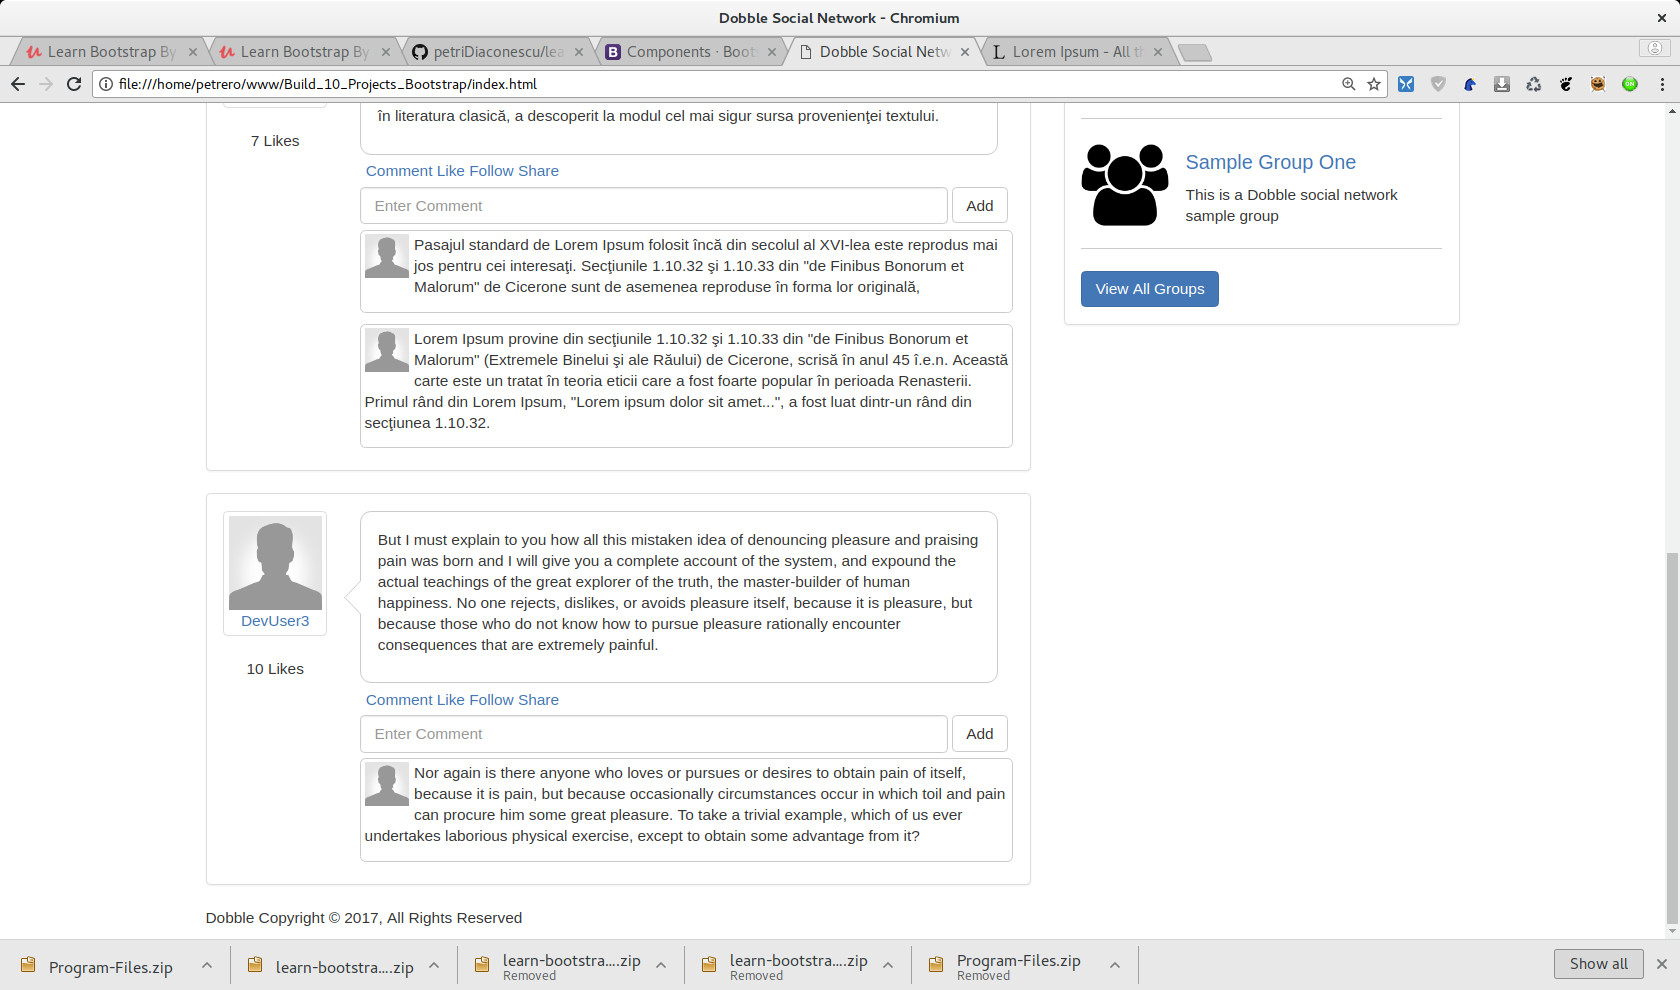 Dobble Social Network - Chromium
Learn Bootstrap By
Learn Bootstrap By
petriDiaconescu/lea
Components · Boots
Dobble Social Netw
Lorem Ipsum - All th
file:///home/petrero/www/Build_10_Projects_Bootstrap/index.html
în literatura clasică, a descoperit la modul cel mai sigur sursa provenienţei textului.
7 Likes
Comment Like Follow Share
Enter Comment
Add
Pasajul standard de Lorem Ipsum folosit încă din secolul al XVI-lea este reprodus mai
jos pentru cei interesaţi. Secţiunile 1.10.32 şi 1.10.33 din "de Finibus Bonorum et
Malorum" de Cicerone sunt de asemenea reproduse în forma lor originală,
Lorem Ipsum provine din secţiunile 1.10.32 şi 1.10.33 din "de Finibus Bonorum et
Malorum" (Extremele Binelui şi ale Răului) de Cicerone, scrisă în anul 45 î.e.n. Această
carte este un tratat în teoria eticii care a fost foarte popular în perioada Renasterii.
Primul rând din Lorem Ipsum, "Lorem ipsum dolor sit amet...", a fost luat dintr-un rând din
secţiunea 1.10.32.
Sample Group One
This is a Dobble social network
sample group
View All Groups
DevUser3
10 Likes
But I must explain to you how all this mistaken idea of denouncing pleasure and praising
pain was born and I will give you a complete account of the system, and expound the
actual teachings of the great explorer of the truth, the master-builder of human
happiness. No one rejects, dislikes, or avoids pleasure itself, because it is pleasure, but
because those who do not know how to pursue pleasure rationally encounter
consequences that are extremely painful.
Comment Like Follow Share
Enter Comment
Add
Nor again is there anyone who loves or pursues or desires to obtain pain of itself,
because it is pain, but because occasionally circumstances occur in which toil and pain
can procure him some great pleasure. To take a trivial example, which of us ever
undertakes laborious physical exercise, except to obtain some advantage from it?
Dobble Copyright © 2017, All Rights Reserved
Program-Files.zip
learn-bootstra....zip
learn-bootstra....zip
Removed
learn-bootstra....zip
Removed
Program-Files.zip
Removed
Show all